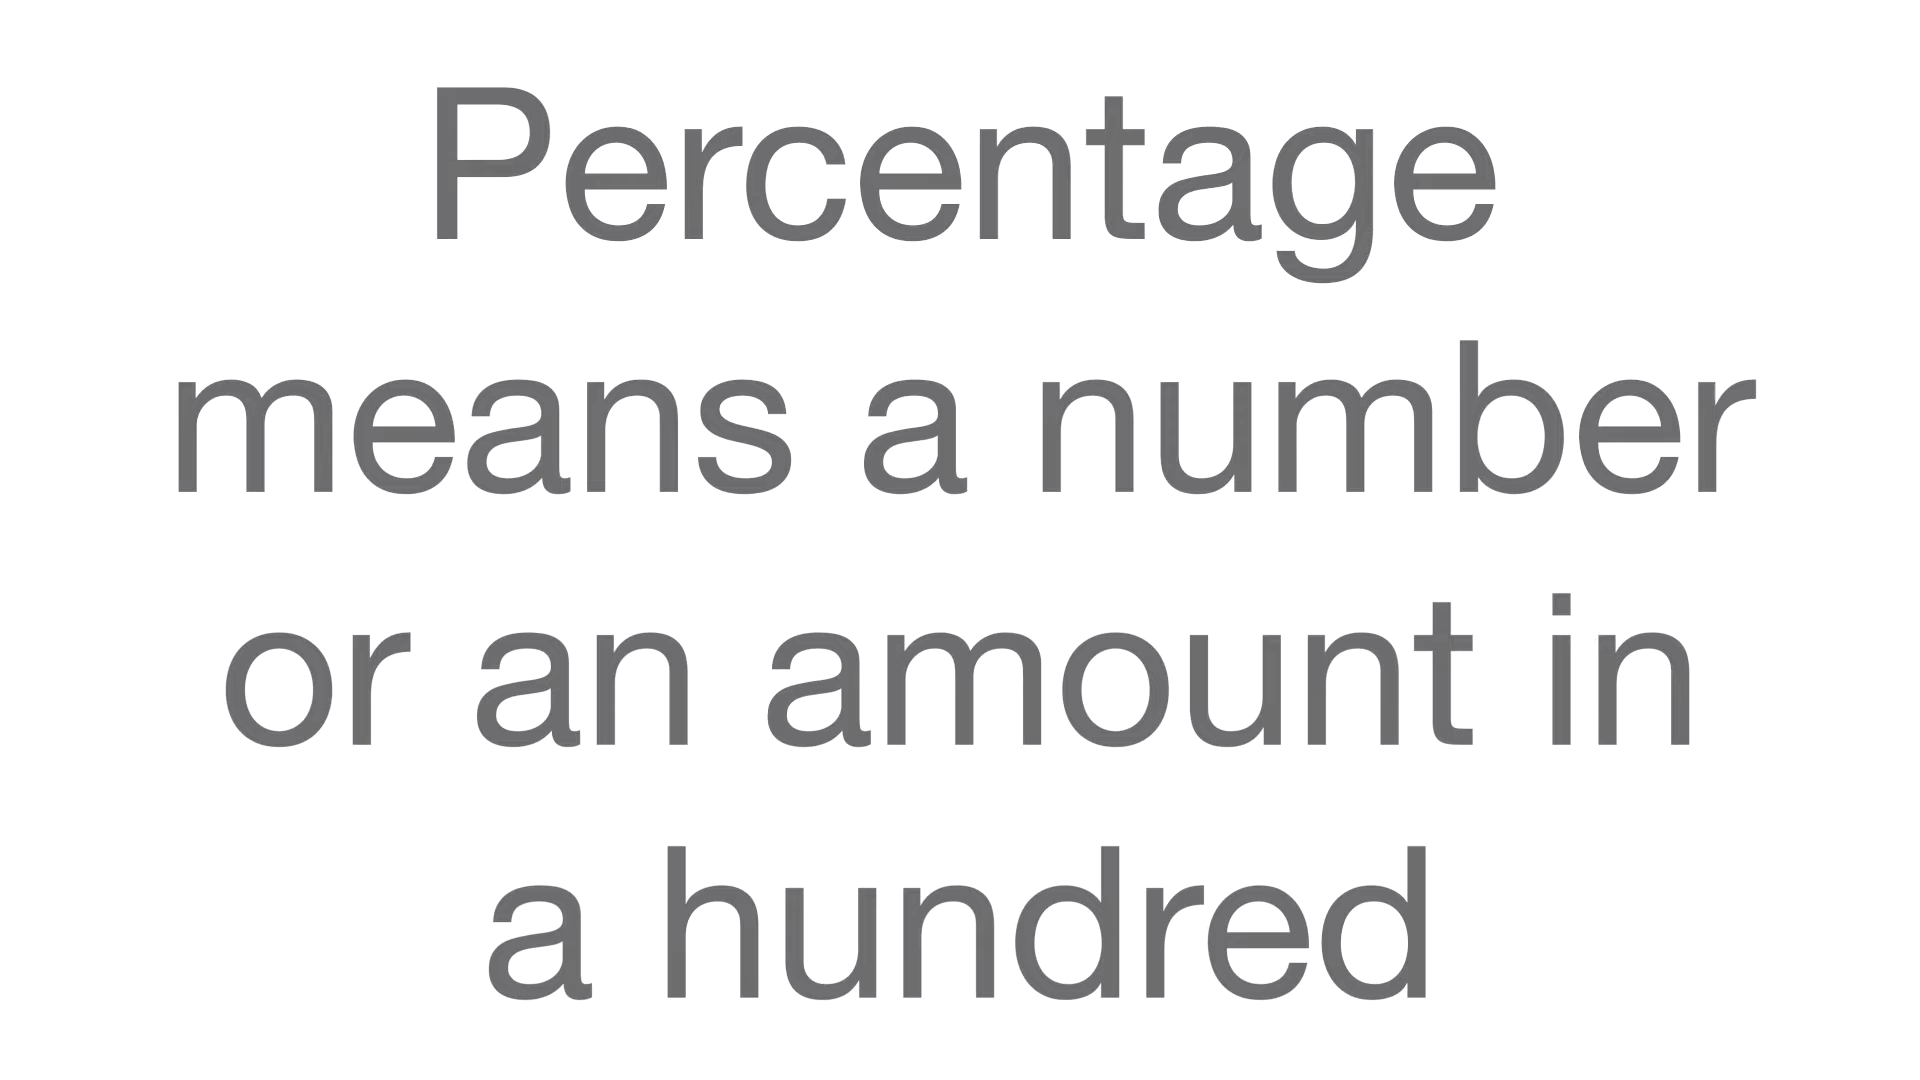 Percentage
means a number
or an amount in
a hundred